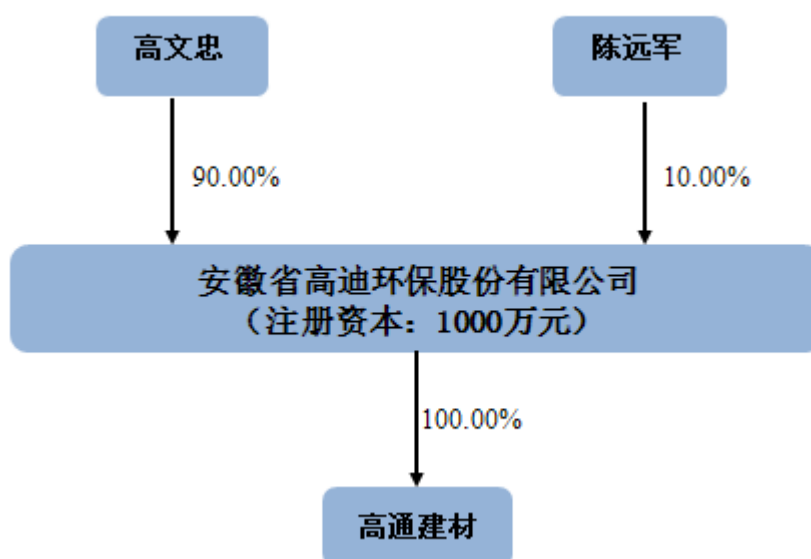 高文忠
陈远军
90.00%
10.00%
安徽省高迪环保股份有限公司
（注册资本：1000万元）
100.00%
高通建材